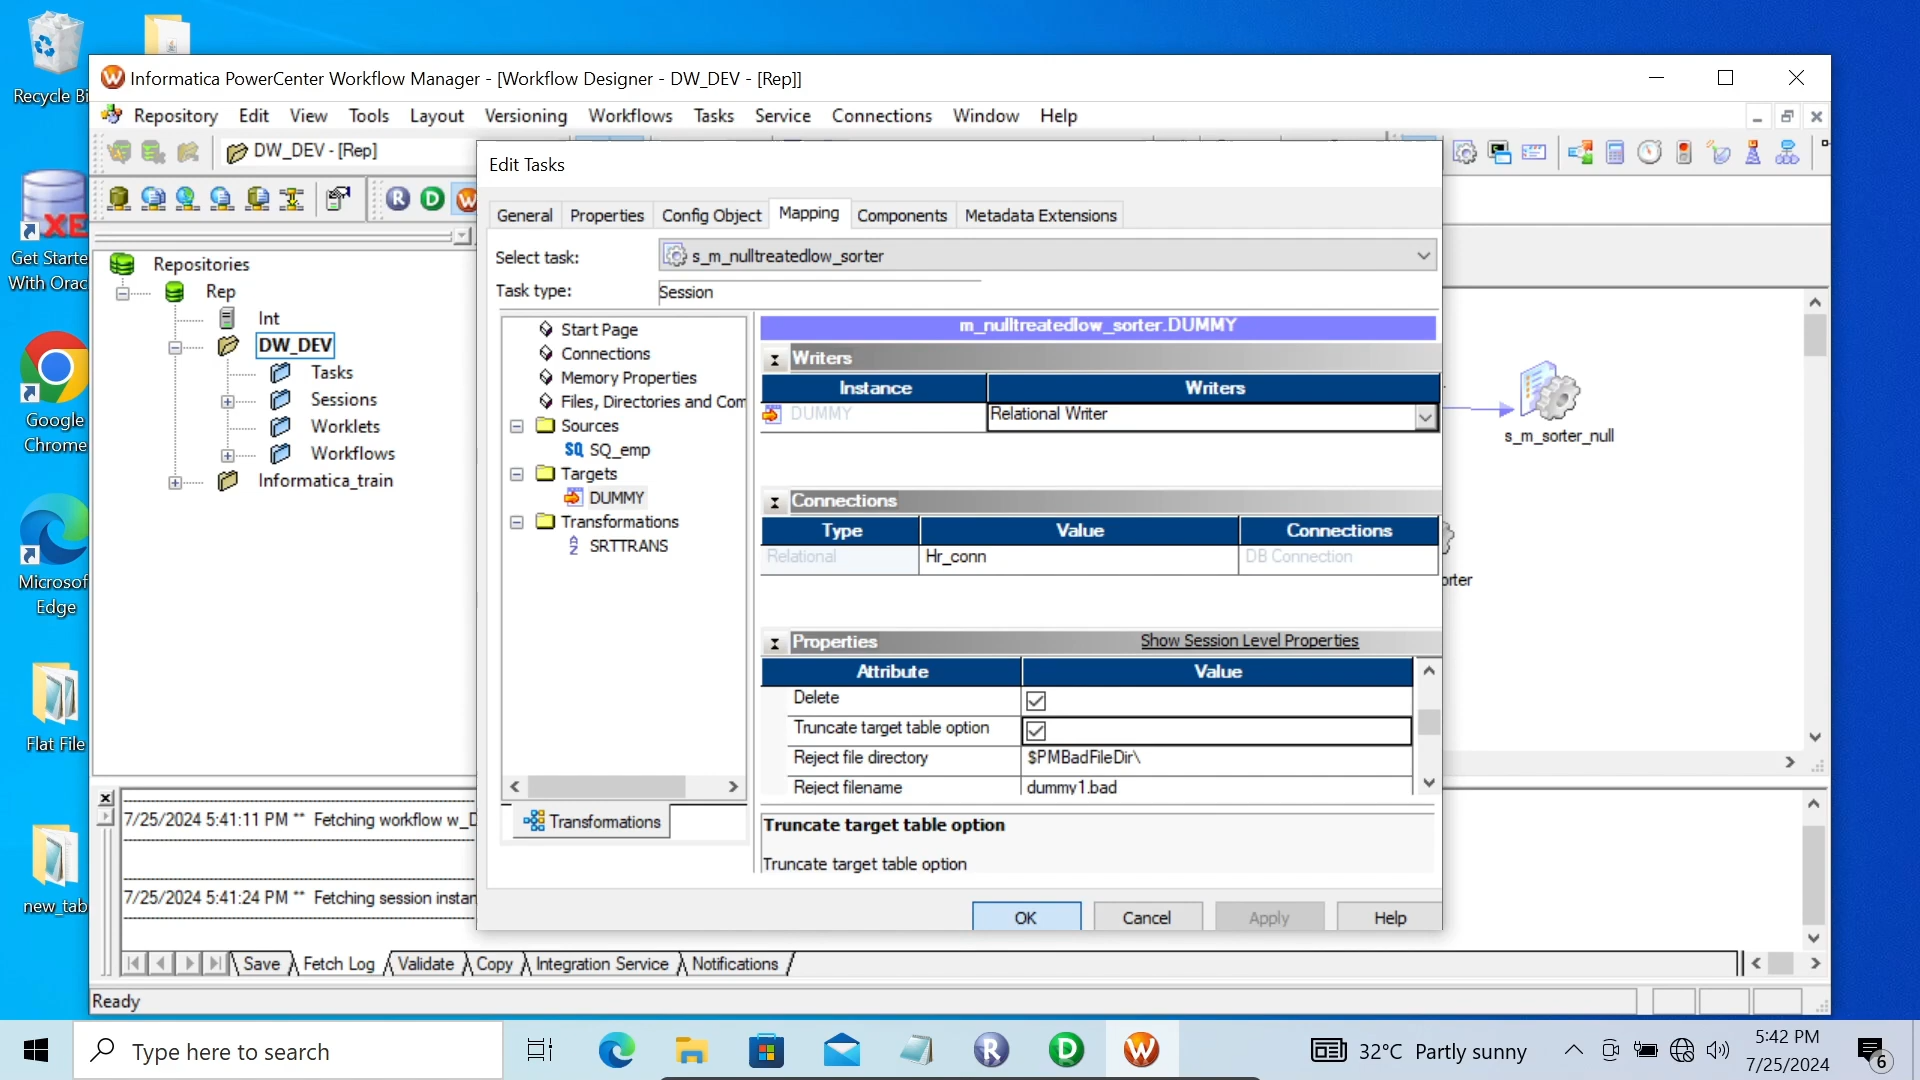 Recycle Bi
Get Starte
With Orac
XE
Google
Chrome
Microsof
Edge
Flat File
new_tab
Informatica PowerCenter Workflow Manager - [Workflow Designer - DW_DEV - [Rep]]
Repository Edit View Tools Layout Versioning Workflows Tasks Service Connections Window Help
DW_DEV - [Rep]
R D W
Repositories
Rep
Int
DW_DEV
Tasks
Sessions
Worklets
Workflows
Informatica_train
Edit Tasks
General Properties Config Object Mapping Components Metadata Extensions
Select task: s_m_nulltreatedlow_sorter
Task type: Session
Start Page
Connections
Memory Properties
Files, Directories and Com
Sources
SQ SQ_emp
Targets
DUMMY
Transformations
SRTTRANS
Transformations
m_nulltreatedlow_sorter.DUMMY
Writers
Instance Writers
DUMMY Relational Writer
Connections
Type Value Connections
Relational Hr_conn DB Connection
Properties Show Session Level Properties
Attribute Value
Delete
Truncate target table option
Reject file directory $PMBadFileDir\
Reject filename dummy1.bad
Truncate target table option
Truncate target table option
OK Cancel Apply Help
s_m_sorter_null
orter
7/25/2024 5:41:11 PM ** Fetching workflow w_D
7/25/2024 5:41:24 PM ** Fetching session instan
Save Fetch Log Validate Copy Integration Service Notifications
Ready
Type here to search
R D W
32°C Partly sunny
5:42 PM
7/25/2024
6